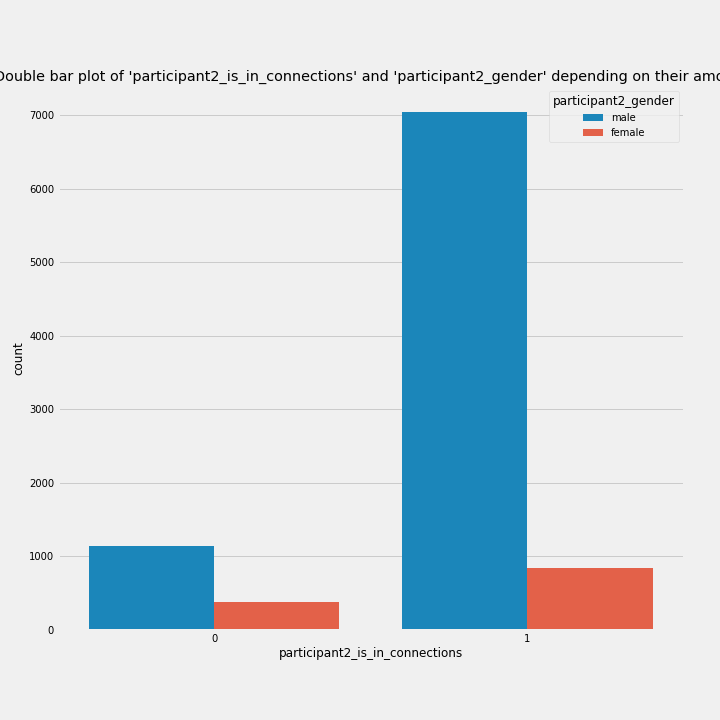 Double bar plot of 'participant2_is_in_connections' and 'participant2_gender' depending on their
participant2_gender
male
female
7000
6000
5000
4000
3000
2000
1000
0
count
0 1
participant2_is_in_connections